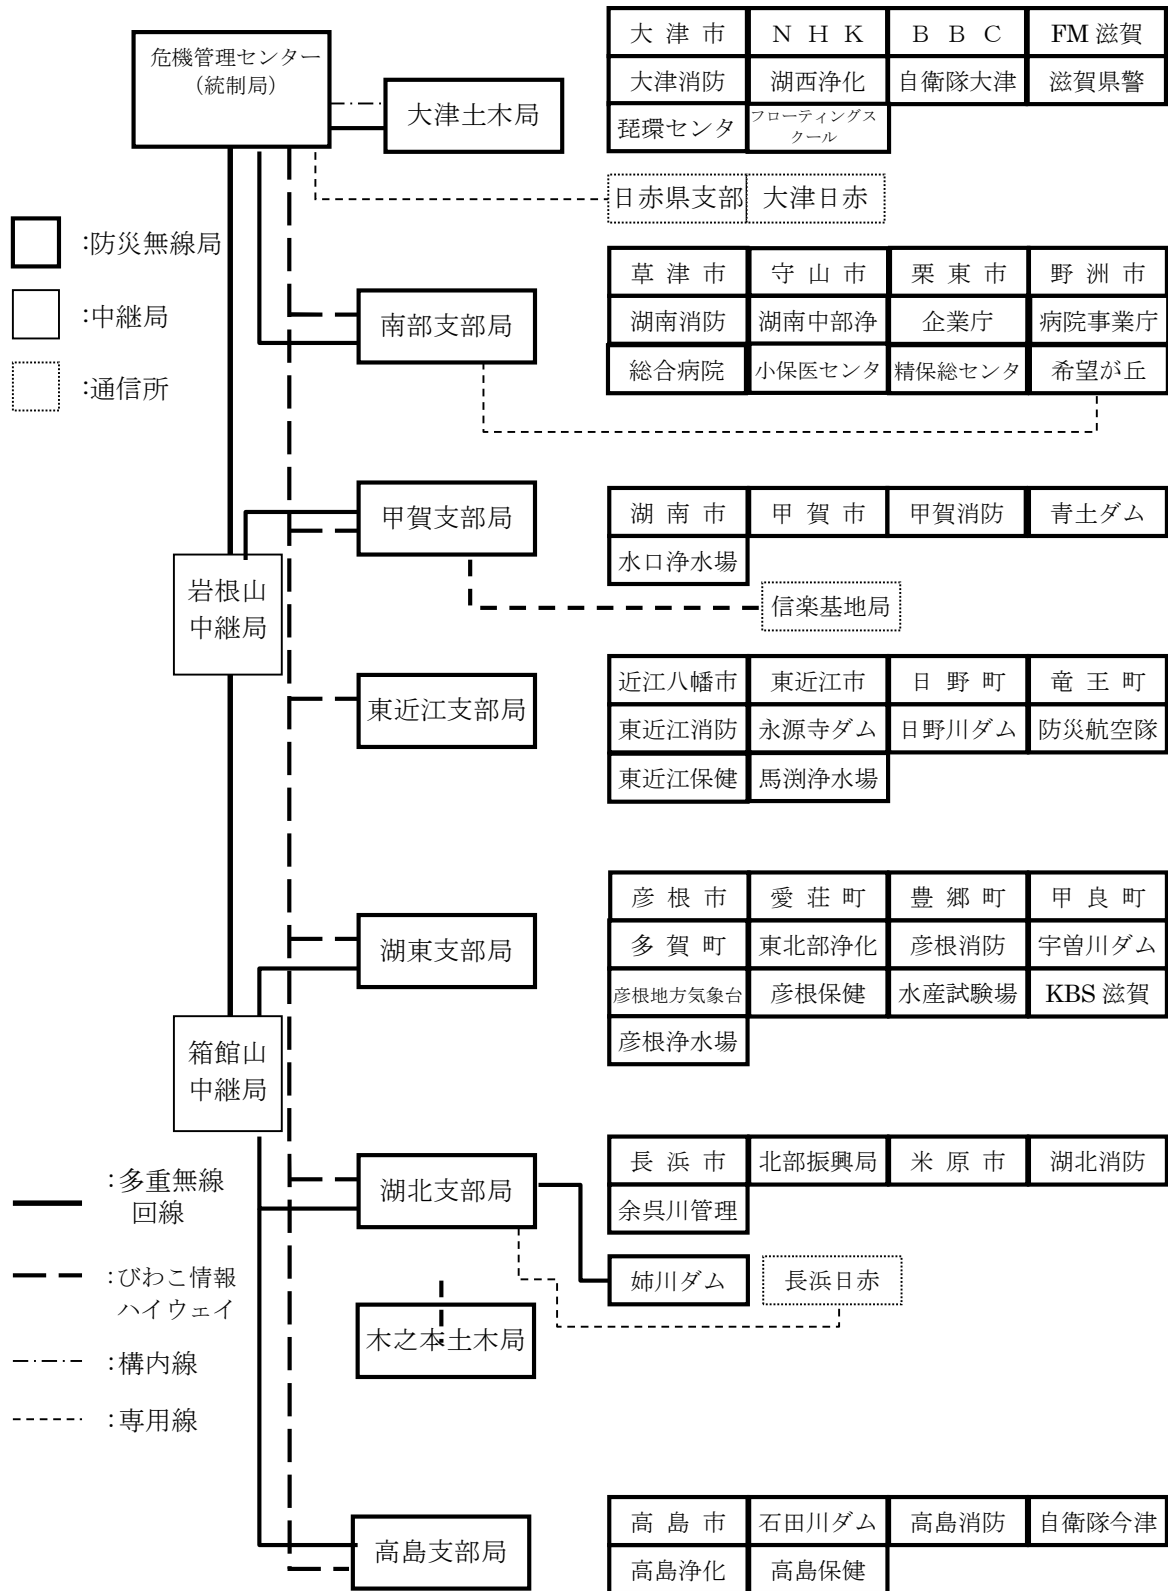 危機管理センター
(統制局)
大津土木局
大 津 市 N H K B B C FM 滋賀
大津消防 湖西浄化 自衛隊大津 滋賀県警
琵環センタ フローティングス
クール
日赤県支部 大津日赤
:防災無線局
:中継局
:通信所
南部支部局
草 津 市 守 山 市 栗 東 市 野 洲 市
湖南消防 湖南中部浄 企業庁 病院事業庁
総合病院 小保医センタ 精保総センタ 希望が丘
甲賀支部局
湖 南 市 甲 賀 市 甲賀消防 青土ダム
水口浄水場
信楽基地局
岩根山
中継局
東近江支部局
近江八幡市 東近江市 日 野 町 竜 王 町
東近江消防 永源寺ダム 日野川ダム 防災航空隊
東近江保健 馬渕浄水場
湖東支部局
彦 根 市 愛 荘 町 豊 郷 町 甲 良 町
多 賀 町 東北部浄化 彦根消防 宇曽川ダム
彦根地方気象台 彦根保健 水産試験場 KBS 滋賀
彦根浄水場
箱館山
中継局
湖北支部局
長 浜 市 北部振興局 米 原 市 湖北消防
余呉川管理
姉川ダム 長浜日赤
木之本土木局
:多重無線
回線
:びわこ情報
ハイウェイ
:構内線
:専用線
高島支部局
高 島 市 石田川ダム 高島消防 自衛隊今津
高島浄化 高島保健